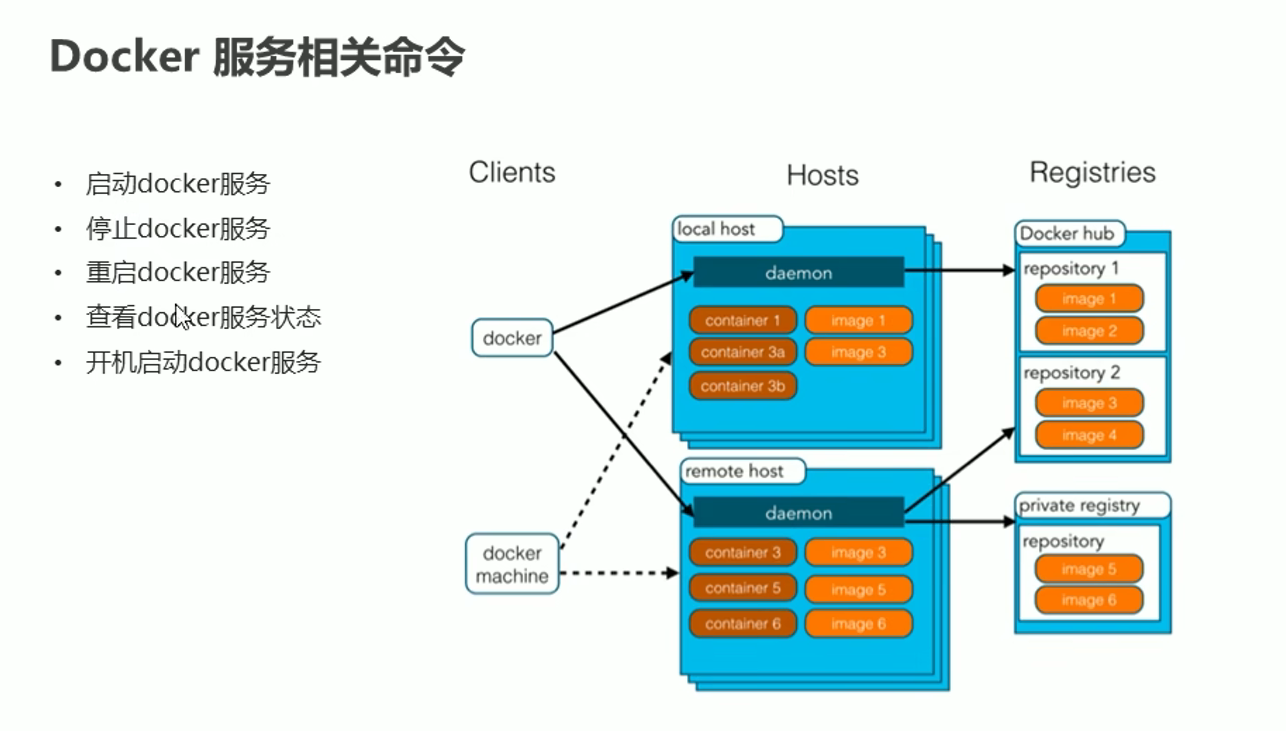 Docker 服务相关命令
• 启动docker服务
• 停止docker服务
• 重启docker服务
• 查看docker服务状态
• 开机启动docker服务
Clients
Hosts
Registries
docker
docker
machine
local host
daemon
container 1
image 1
container 3a
image 3
container 3b
remote host
daemon
container 3
image 3
container 5
image 5
container 6
image 6
Docker hub
repository 1
image 1
image 2
repository 2
image 3
image 4
private registry
repository
image 5
image 6